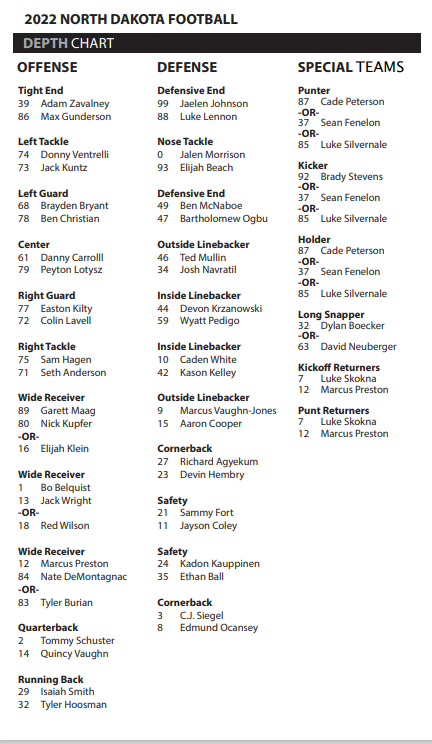 2022 NORTH DAKOTA FOOTBALL
DEPTH CHART
OFFENSE
Tight End
39 Adam Zavalney
86 Max Gunderson
Left Tackle
74 Donny Ventrelli
73 Jack Kuntz
Left Guard
68 Brayden Bryant
78 Ben Christian
Center
61 Danny Carrolll
79 Peyton Lotysz
Right Guard
77 Easton Kilty
72 Colin Lavell
Right Tackle
75 Sam Hagen
71 Seth Anderson
Wide Receiver
89 Garett Maag
80 Nick Kupfer
-OR-
16 Elijah Klein
Wide Receiver
1 Bo Belquist
13 Jack Wright
-OR-
18 Red Wilson
Wide Receiver
12 Marcus Preston
84 Nate DeMontagnac
-OR-
83 Tyler Burian
Quarterback
2 Tommy Schuster
14 Quincy Vaughn
Running Back
29 Isaiah Smith
32 Tyler Hoosman
DEFENSE
Defensive End
99 Jaelen Johnson
88 Luke Lennon
Nose Tackle
0 Jalen Morrison
93 Elijah Beach
Defensive End
49 Ben McNaboe
47 Bartholomew Ogbu
Outside Linebacker
46 Ted Mullin
34 Josh Navratil
Inside Linebacker
44 Devon Krzanowski
59 Wyatt Pedigo
Inside Linebacker
10 Caden White
42 Kason Kelley
Outside Linebacker
9 Marcus Vaughn-Jones
15 Aaron Cooper
Cornerback
27 Richard Agyekum
23 Devin Hembry
Safety
21 Sammy Fort
11 Jayson Coley
Safety
24 Kadon Kauppinen
35 Ethan Ball
Cornerback
3 C.J. Siegel
8 Edmund Ocansey
SPECIAL TEAMS
Punter
87 Cade Peterson
-OR-
37 Sean Fenelon
-OR-
85 Luke Silvernale
Kicker
92 Brady Stevens
-OR-
37 Sean Fenelon
-OR-
85 Luke Silvernale
Holder
87 Cade Peterson
-OR-
37 Sean Fenelon
-OR-
85 Luke Silvernale
Long Snapper
32 Dylan Boecker
-OR-
63 David Neuberger
Kickoff Returners
7 Luke Skokna
12 Marcus Preston
Punt Returners
7 Luke Skokna
12 Marcus Preston